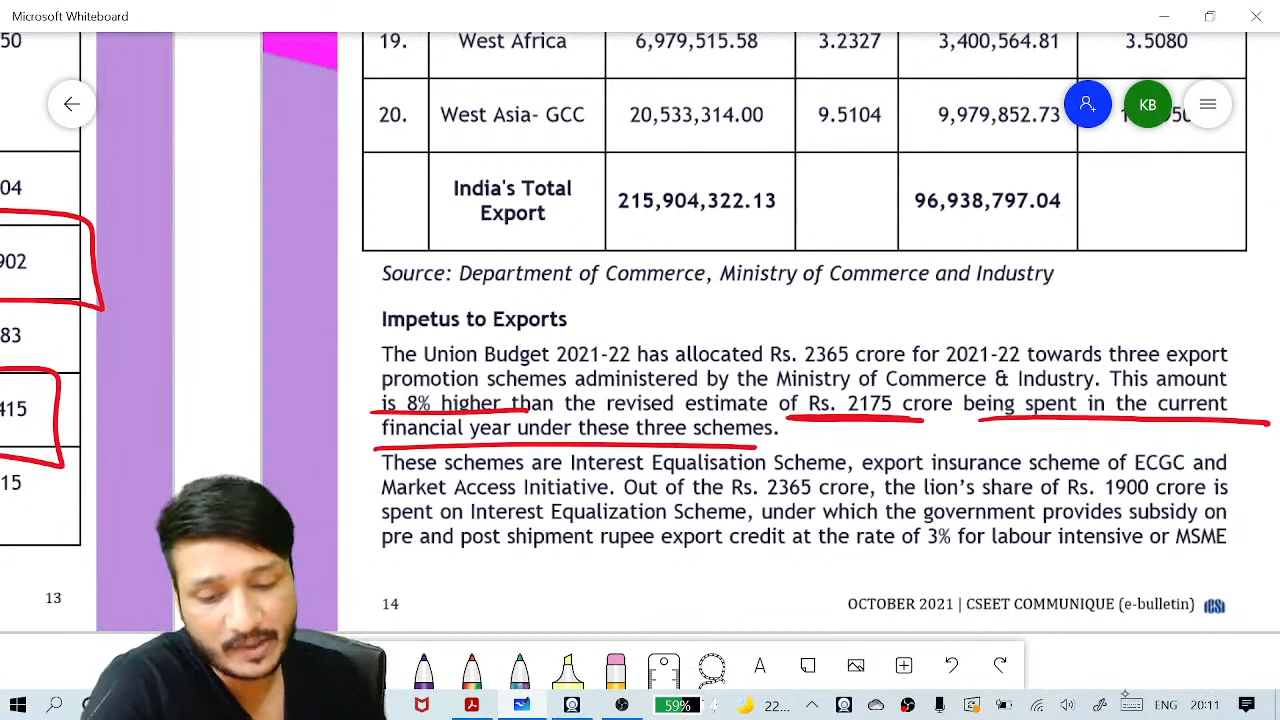 Microsoft Whiteboard
50
04
902
83
415
15
13
19. West Africa 6,979,515.58 3.2327 3,400,564.81 3.5080
20. West Asia- GCC 20,533,314.00 9.5104 9,979,852.73
KB
India's Total
Export
215,904,322.13 96,938,797.04
Source: Department of Commerce, Ministry of Commerce and Industry
Impetus to Exports
The Union Budget 2021-22 has allocated Rs. 2365 crore for 2021-22 towards three export
promotion schemes administered by the Ministry of Commerce & Industry. This amount
is 8% higher than the revised estimate of Rs. 2175 crore being spent in the current
financial year under these three schemes.
These schemes are Interest Equalisation Scheme, export insurance scheme of ECGC and
Market Access Initiative. Out of the Rs. 2365 crore, the lion's share of Rs. 1900 crore is
spent on Interest Equalization Scheme, under which the government provides subsidy on
pre and post shipment rupee export credit at the rate of 3% for labour intensive or MSME
14
OCTOBER 2021 | CSEET COMMUNIQUE (e-bulletin) ICSI
59% 22... ENG 20:11